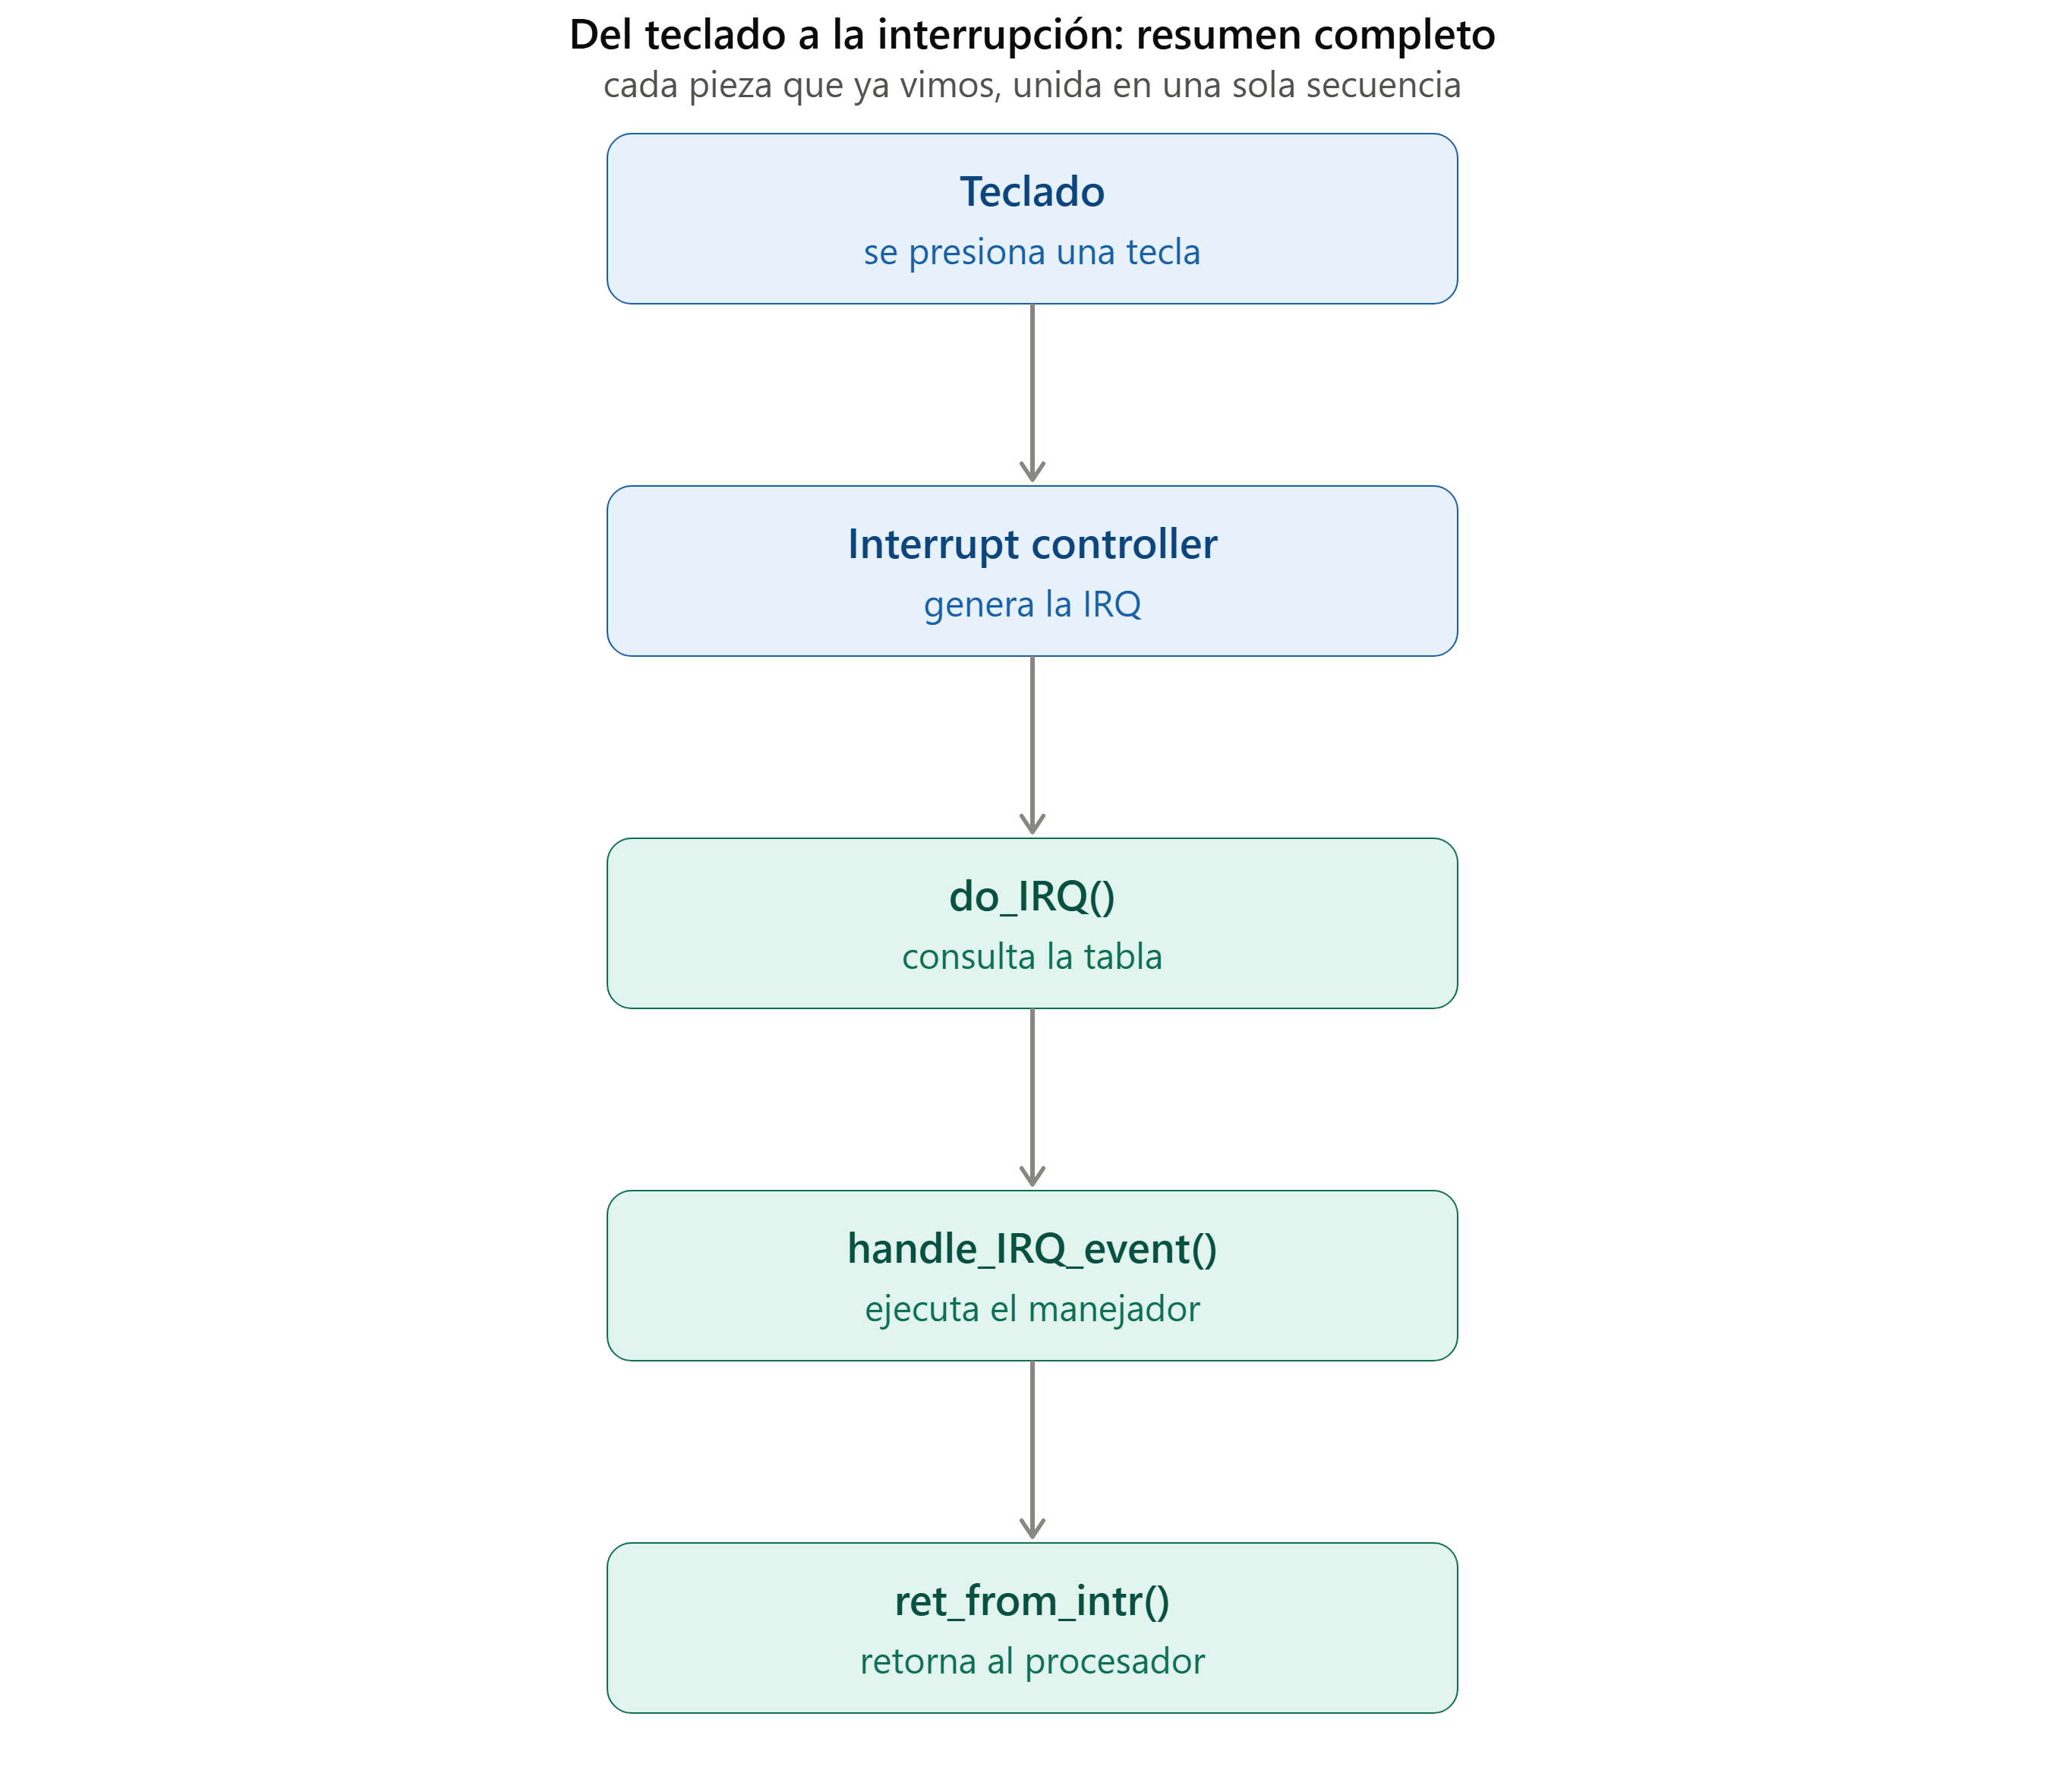 Del teclado a la interrupción: resumen completo
cada pieza que ya vimos, unida en una sola secuencia
Teclado
se presiona una tecla
Interrupt controller
genera la IRQ
do_IRQ()
consulta la tabla
handle_IRQ_event()
ejecuta el manejador
ret_from_intr()
retorna al procesador